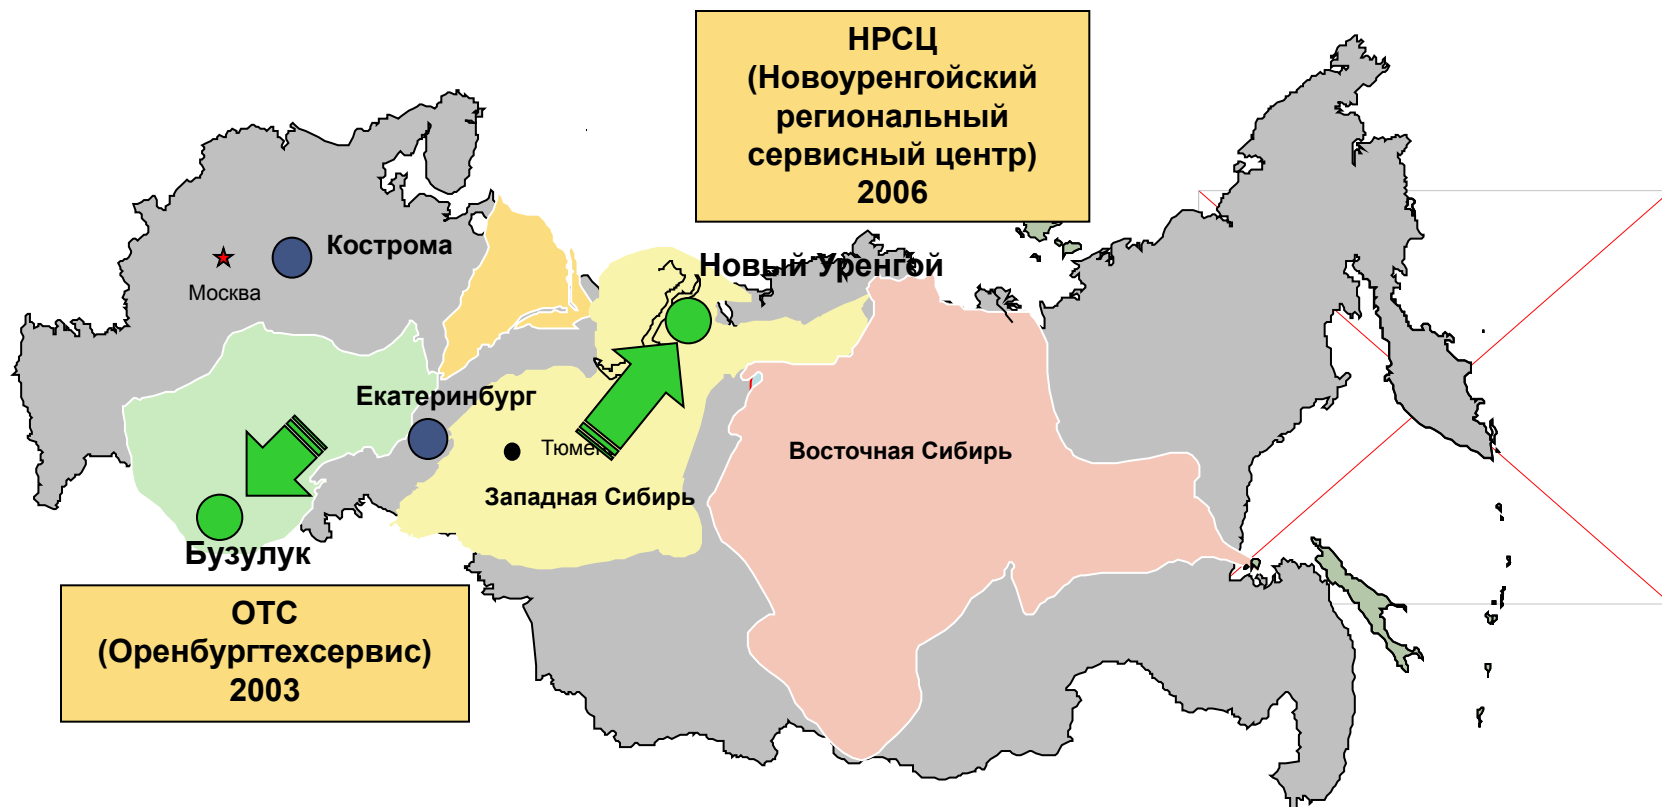 НРСЦ
(Новоуренгойский
региональный
сервисный центр)
2006
Кострома
Новый Уренгой
Москва
Екатеринбург
Тюмень
Восточная Сибирь
Западная Сибирь
Бузулук
ОТС
(Оренбургтехсервис)
2003